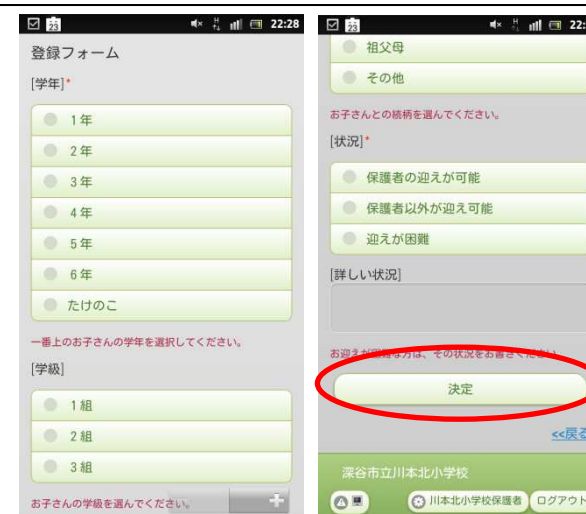 23
22:28
登録フォーム
[学年]*
1年
2年
3年
4年
5年
6年
たけのこ
一番上のお子さんの学年を選択してください。
[学級]
1組
2組
3組
お子さんの学級を選んでください。
23
22:
祖父母
その他
お子さんとの続柄を選んでください。
[状況]*
保護者の迎えが可能
保護者以外が迎え可能
迎えが困難
[詳しい状況]
お迎えが困難な方は、その状況をお書きください
決定
<<戻る
深谷市立川本北小学校
川本北小学校保護者
ログアウト